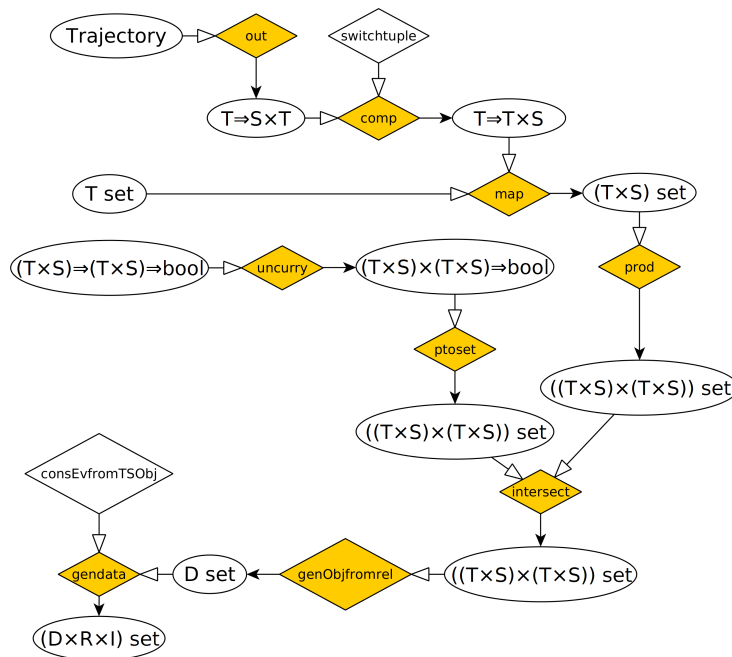 Trajectory
out
switchtuple
T⇒S×T
comp
T⇒T×S
T set
map
(T×S) set
(T×S)⇒(T×S)⇒bool
uncurry
(T×S)×(T×S)⇒bool
prod
ptoset
((T×S)×(T×S)) set
((T×S)×(T×S)) set
consEvfromTSObj
intersect
gendata
D set
genObjfromrel
((T×S)×(T×S)) set
(D×R×I) set